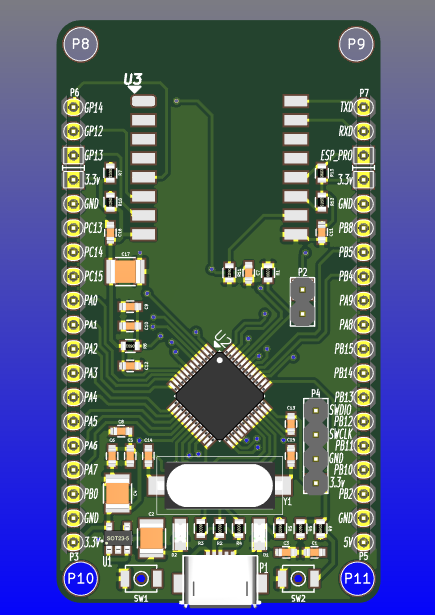 P8
P9
U3
P6
P7
GP14
TXD
GP12
RXD
GP13
ESP_PRO
3.3v
3.3v
GND
GND
PC13
PB8
PC14
PB5
C17
PC15
PB4
P2
PA0
PA9
PA1
PA8
U2
PA2
PB15
PA3
PB14
PA4
PB13
P4
SWDIO
PA5
PB12
SWCLK
PA6
PB11
GND
PA7
PB10
3.3v
PB0
PB2
Y1
GND
GND
C2
SOT23-5
3.3v
5V
U1
P3
P1
P5
P10
P11
SW1
SW2